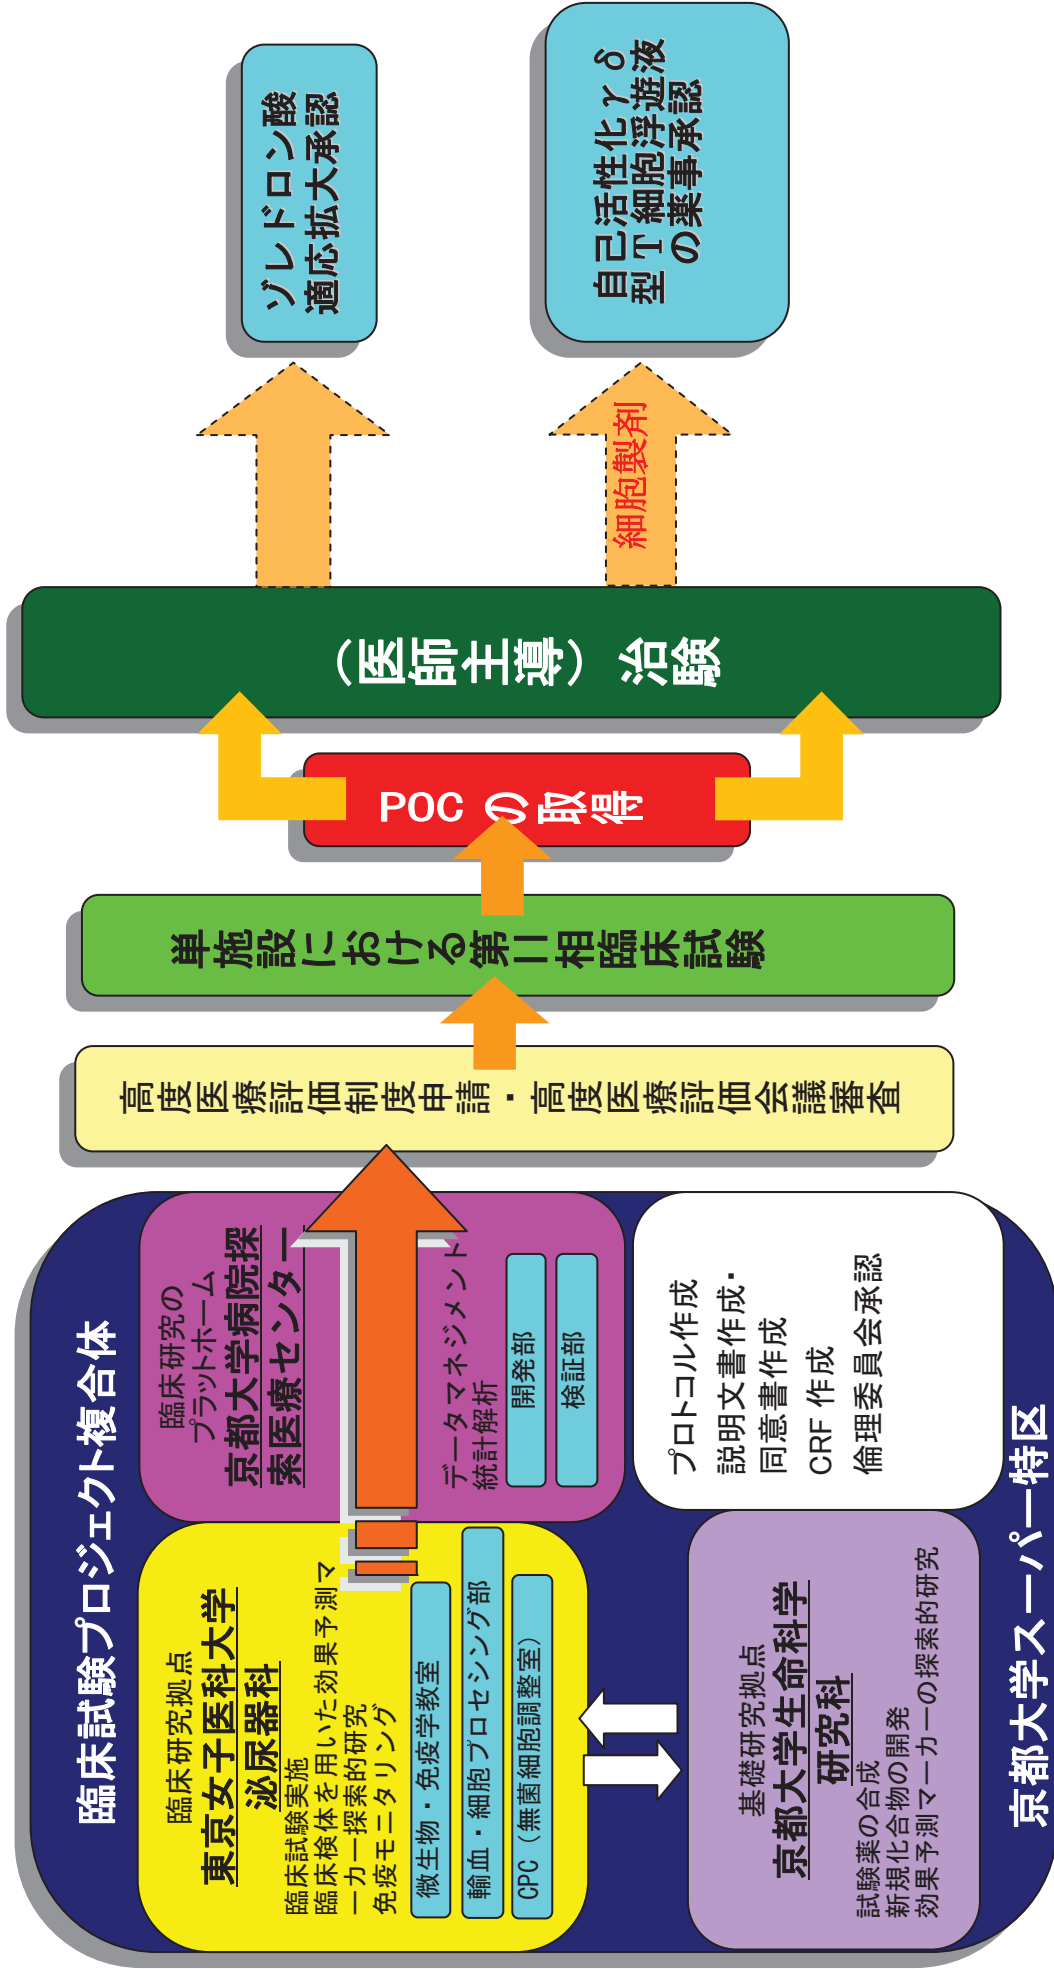 臨床試験プロジェクト複合体
臨床研究拠点
東京女子医科大学
泌尿器科
臨床試験実施
臨床検体を用いた効果予測マ
ーカー探索的研究
免疫モニタリング
微生物・免疫学教室
輸血・細胞プロセシング部
CPC（無菌細胞調整室）
臨床研究の
プラットホーム
京都大学病院探
索医療センター
データマネジメント
統計解析
開発部
検証部
基礎研究拠点
京都大学生命科学
研究科
試験薬の合成
新規化合物の開発
効果予測マーカーの探索的研究
プロトコル作成
説明文書作成・
同意書作成
CRF 作成
倫理委員会承認
京都大学スーパー特区
高度医療評価制度申請・高度医療評価会議審査
単施設における第II相臨床試験
POC の取得
（医師主導）治験
細胞製剤
ゾレドロン酸
適応拡大承認
自己活性化γδ
型T細胞浮遊液
の薬事承認